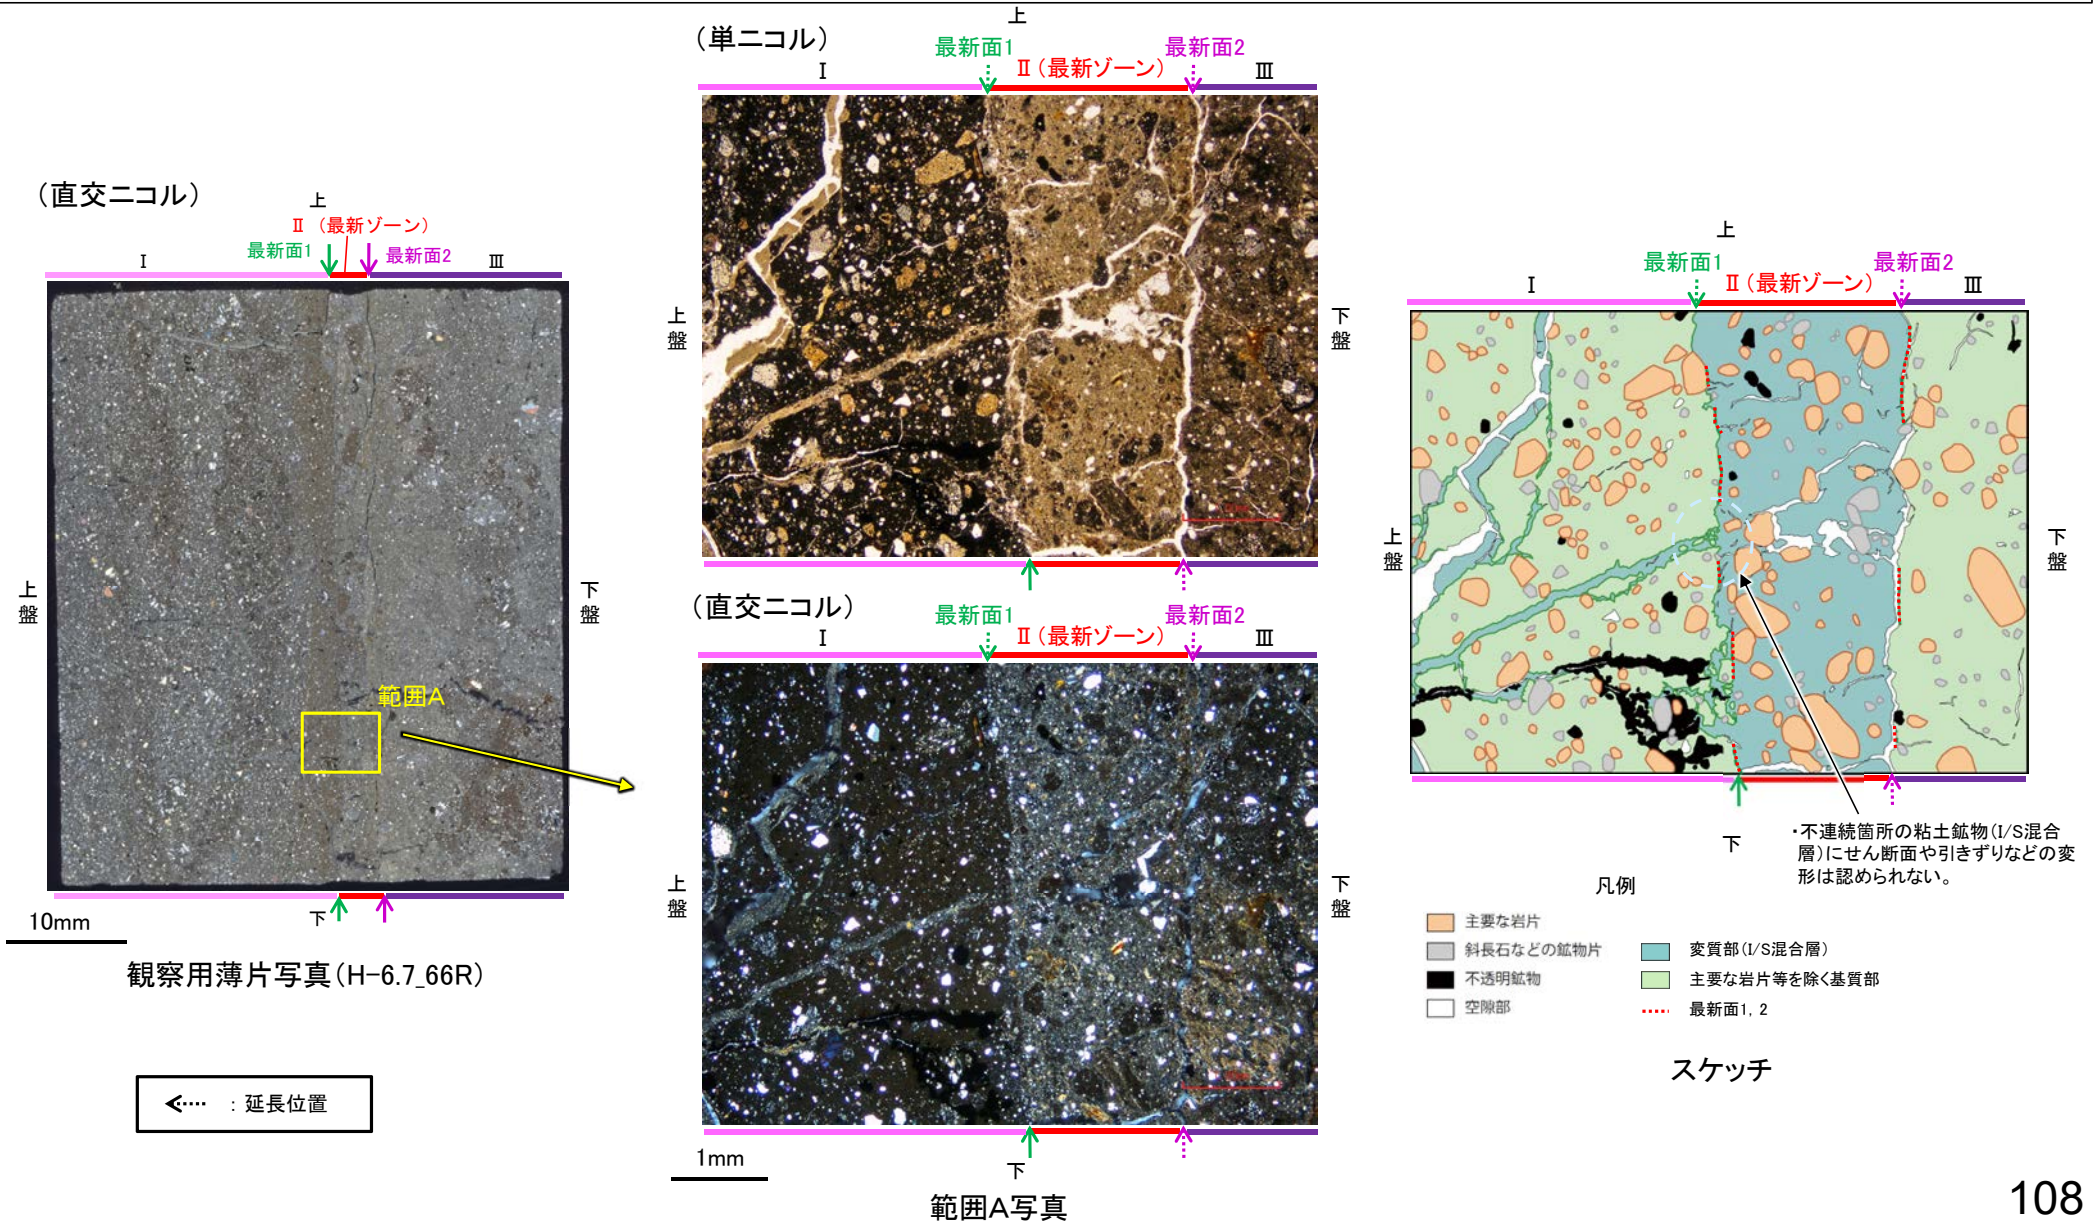 (直交ニコル)
上
Ⅱ (最新ゾーン)
最新面1
最新面2
Ⅰ
Ⅲ
上盤
下盤
範囲A
下
10mm
観察用薄片写真(H-6.7_66R)
:延長位置
(単ニコル)
上
最新面1
最新面2
Ⅰ
Ⅱ(最新ゾーン)
Ⅲ
上盤
下盤
(直交ニコル)
最新面1
最新面2
Ⅰ
Ⅱ(最新ゾーン)
Ⅲ
上盤
下盤
下
1mm
範囲A写真
上
最新面1
最新面2
Ⅰ
Ⅱ(最新ゾーン)
Ⅲ
上盤
下盤
下
・不連続箇所の粘土鉱物(I/S混合
層)にせん断面や引きずりなどの変
形は認められない。
凡例
主要な岩片
斜長石などの鉱物片
不透明鉱物
空隙部
変質部(I/S混合層)
主要な岩片等を除く基質部
最新面1, 2
スケッチ
108